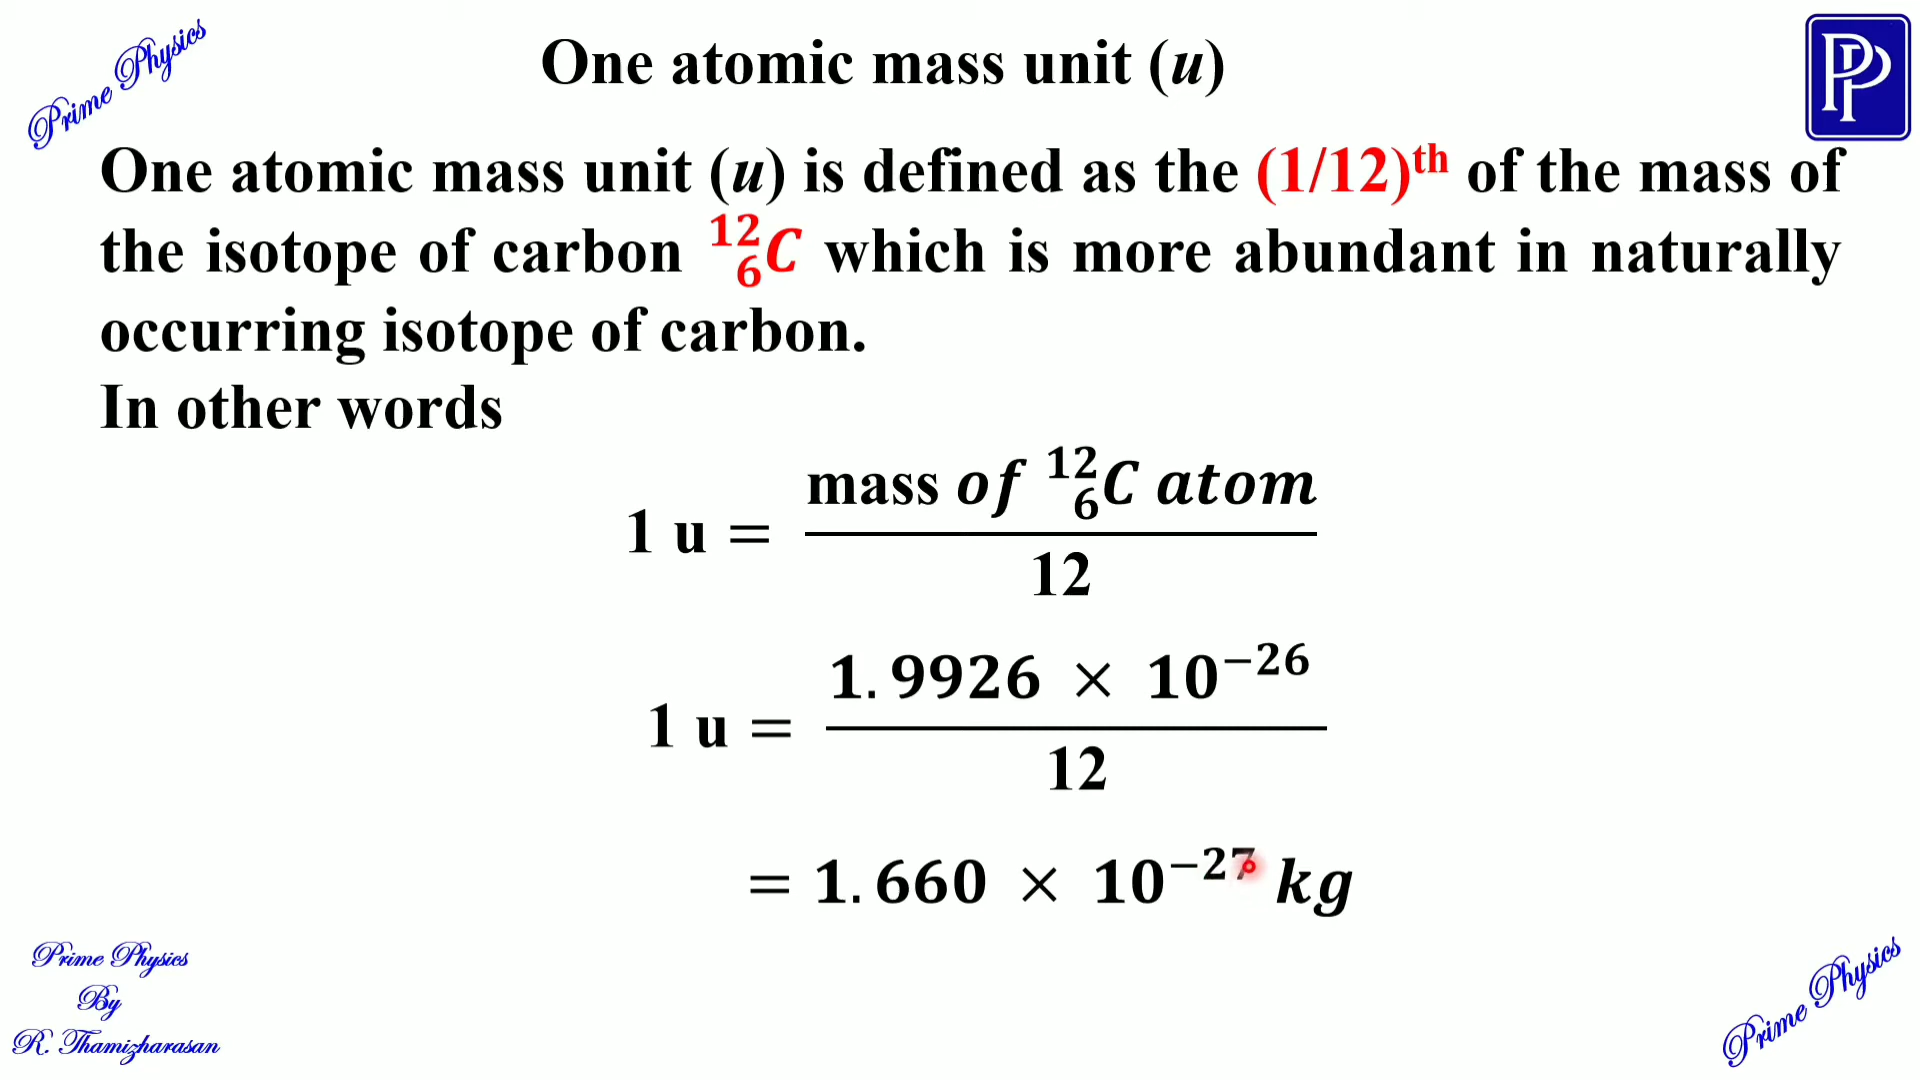 Prime Physics
One atomic mass unit (u)
PP
One atomic mass unit (u) is defined as the (1/12)ᵗʰ of the mass of
the isotope of carbon ¹²₆C which is more abundant in naturally
occurring isotope of carbon.
In other words
1 u = mass of ¹²₆C atom / 12
1 u = 1.9926 × 10⁻²⁶ / 12
= 1.660 × 10⁻²⁷ kg
Prime Physics
By
R. Thamizharasan
Prime Physics